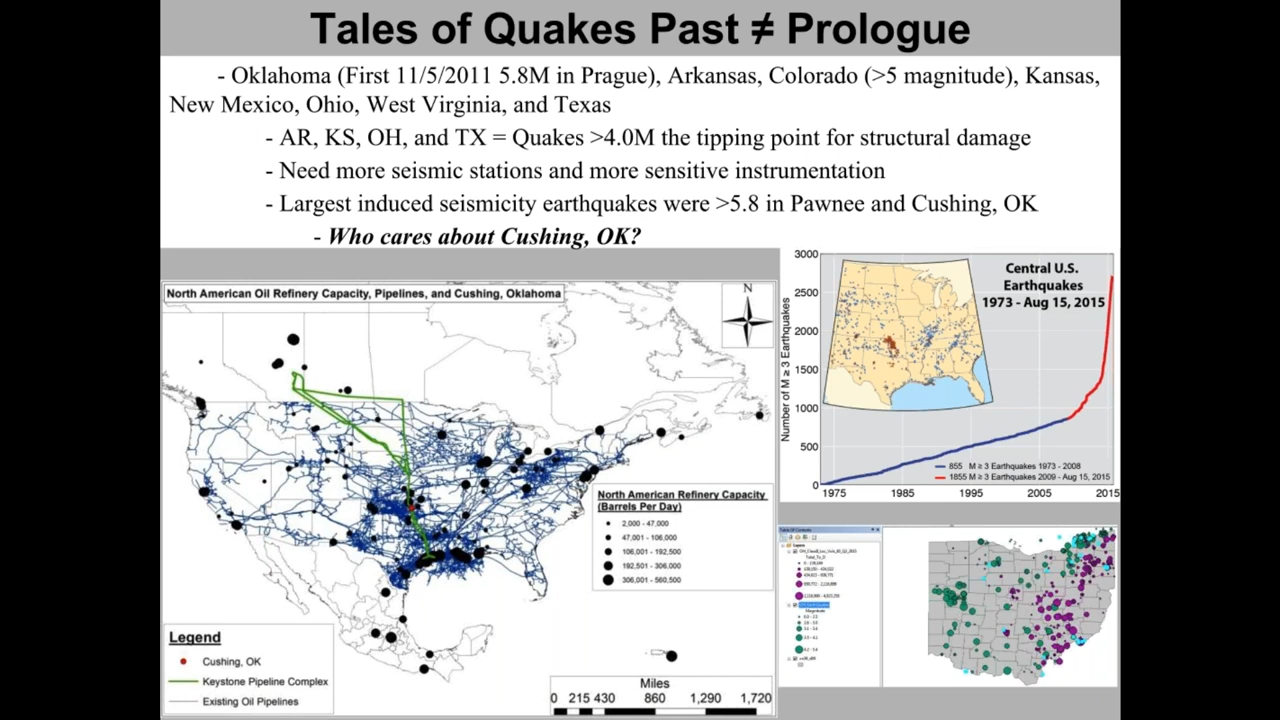 Tales of Quakes Past ≠ Prologue
- Oklahoma (First 11/5/2011 5.8M in Prague), Arkansas, Colorado (>5 magnitude), Kansas,
New Mexico, Ohio, West Virginia, and Texas
- AR, KS, OH, and TX = Quakes >4.0M the tipping point for structural damage
- Need more seismic stations and more sensitive instrumentation
- Largest induced seismicity earthquakes were >5.8 in Pawnee and Cushing, OK
- Who cares about Cushing, OK?
North American Oil Refinery Capacity, Pipelines, and Cushing, Oklahoma
N
North American Refinery Capacity
(Barrels Per Day)
2,000 - 47,000
47,001 - 106,000
106,001 - 192,500
192,501 - 306,000
306,001 - 560,500
Legend
Cushing, OK
Keystone Pipeline Complex
Existing Oil Pipelines
Miles
0 215 430 860 1,290 1,720
Central U.S.
Earthquakes
1973 - Aug 15, 2015
Number of M ≥ 3 Earthquakes
3000
2500
2000
1500
1000
500
0
855 M ≥ 3 Earthquakes 1973 - 2008
1855 M ≥ 3 Earthquakes 2009 - Aug 15, 2015
1975 1985 1995 2005 2015
Table Of Contents
Layers
Magnitude